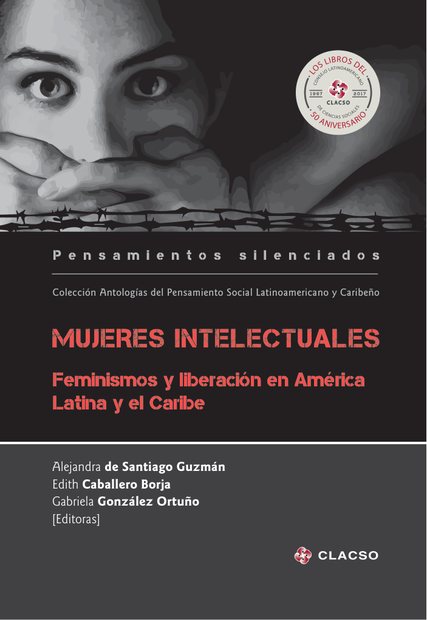 LOS LIBROS DEL
CONSEJO LATINOAMERICANO
1967
2017
CLACSO
DE CIENCIAS SOCIALES
50 ANIVERSARIO
Pensamientos silenciados
Colección Antologías del Pensamiento Social Latinoamericano y Caribeño
MUJERES INTELECTUALES
Feminismos y liberación en América
Latina y el Caribe
Alejandra de Santiago Guzmán
Edith Caballero Borja
Gabriela González Ortuño
[Editoras]
CLACSO